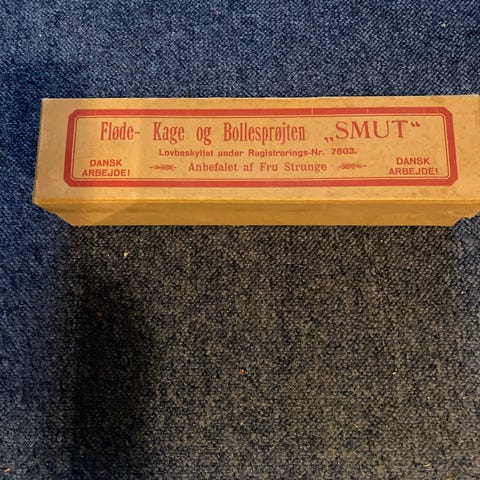 Fløde- Kage og Bollesprøjten „SMUT“
Lovbeskyttet under Registrerings-Nr. 7603.
Anbefalet af Fru Strunge
DANSK
ARBEJDE!
DANSK
ARBEJDE!